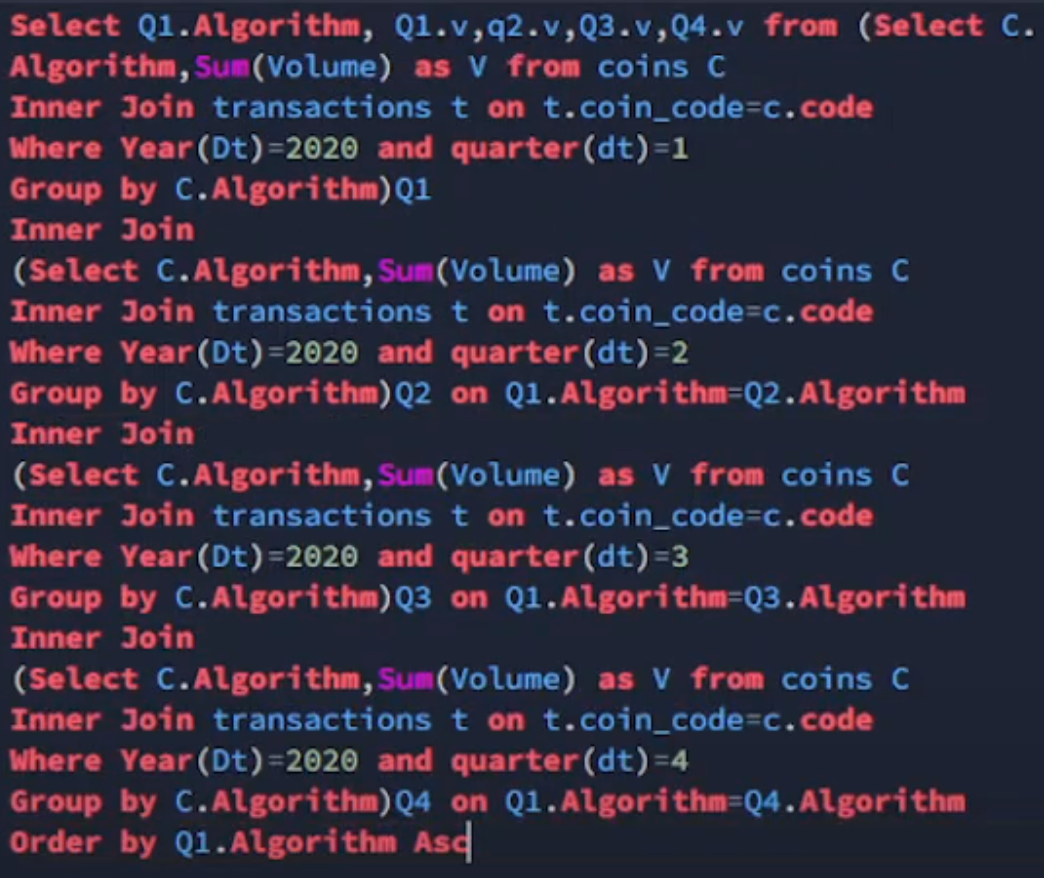 Select Q1.Algorithm, Q1.v,q2.v,Q3.v,Q4.v from (Select C.
Algorithm,Sum(Volume) as V from coins C
Inner Join transactions t on t.coin_code=c.code
Where Year(Dt)=2020 and quarter(dt)=1
Group by C.Algorithm)Q1
Inner Join
(Select C.Algorithm,Sum(Volume) as V from coins C
Inner Join transactions t on t.coin_code=c.code
Where Year(Dt)=2020 and quarter(dt)=2
Group by C.Algorithm)Q2 on Q1.Algorithm=Q2.Algorithm
Inner Join
(Select C.Algorithm,Sum(Volume) as V from coins C
Inner Join transactions t on t.coin_code=c.code
Where Year(Dt)=2020 and quarter(dt)=3
Group by C.Algorithm)Q3 on Q1.Algorithm=Q3.Algorithm
Inner Join
(Select C.Algorithm,Sum(Volume) as V from coins C
Inner Join transactions t on t.coin_code=c.code
Where Year(Dt)=2020 and quarter(dt)=4
Group by C.Algorithm)Q4 on Q1.Algorithm=Q4.Algorithm
Order by Q1.Algorithm Asc